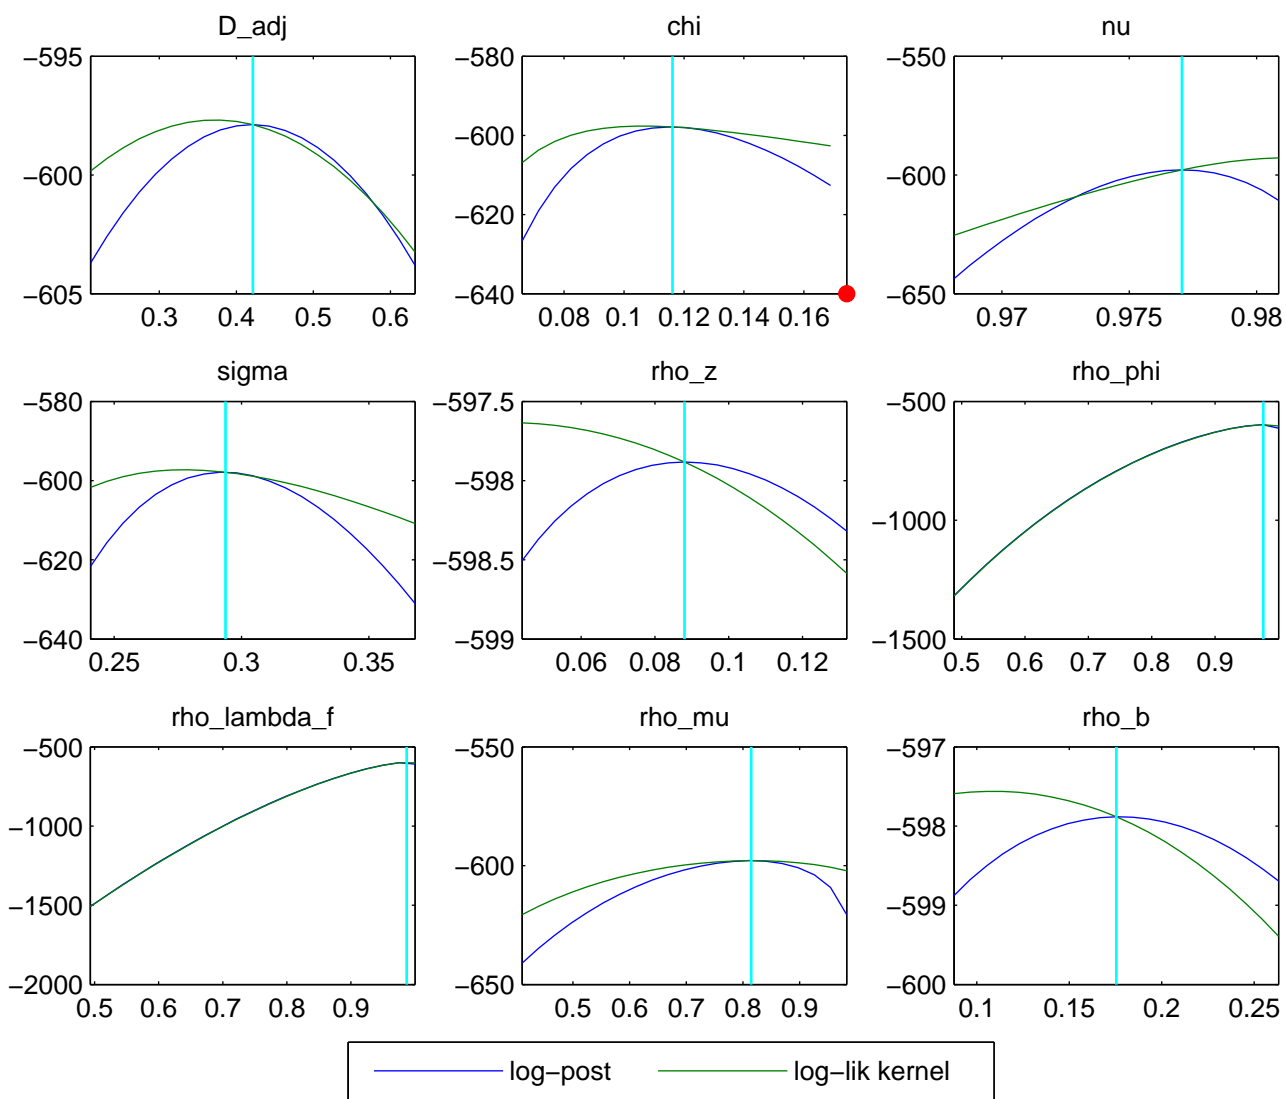 D_adj chi nu
−595 −580 −550
−600 −600 −600
−620
−605 −640 −650
0.3 0.4 0.5 0.6 0.08 0.1 0.12 0.14 0.16 0.97 0.975 0.98
sigma rho_z rho_phi
−580 −597.5 −500
−600 −598 −1000
−620 −598.5
−640 −599 −1500
0.25 0.3 0.35 0.06 0.08 0.1 0.12 0.5 0.6 0.7 0.8 0.9
rho_lambda_f rho_mu rho_b
−500 −550 −597
−1000 −600 −598
−1500 −599
−2000 −650 −600
0.5 0.6 0.7 0.8 0.9 0.5 0.6 0.7 0.8 0.9 0.1 0.15 0.2 0.25
log−post log−lik kernel